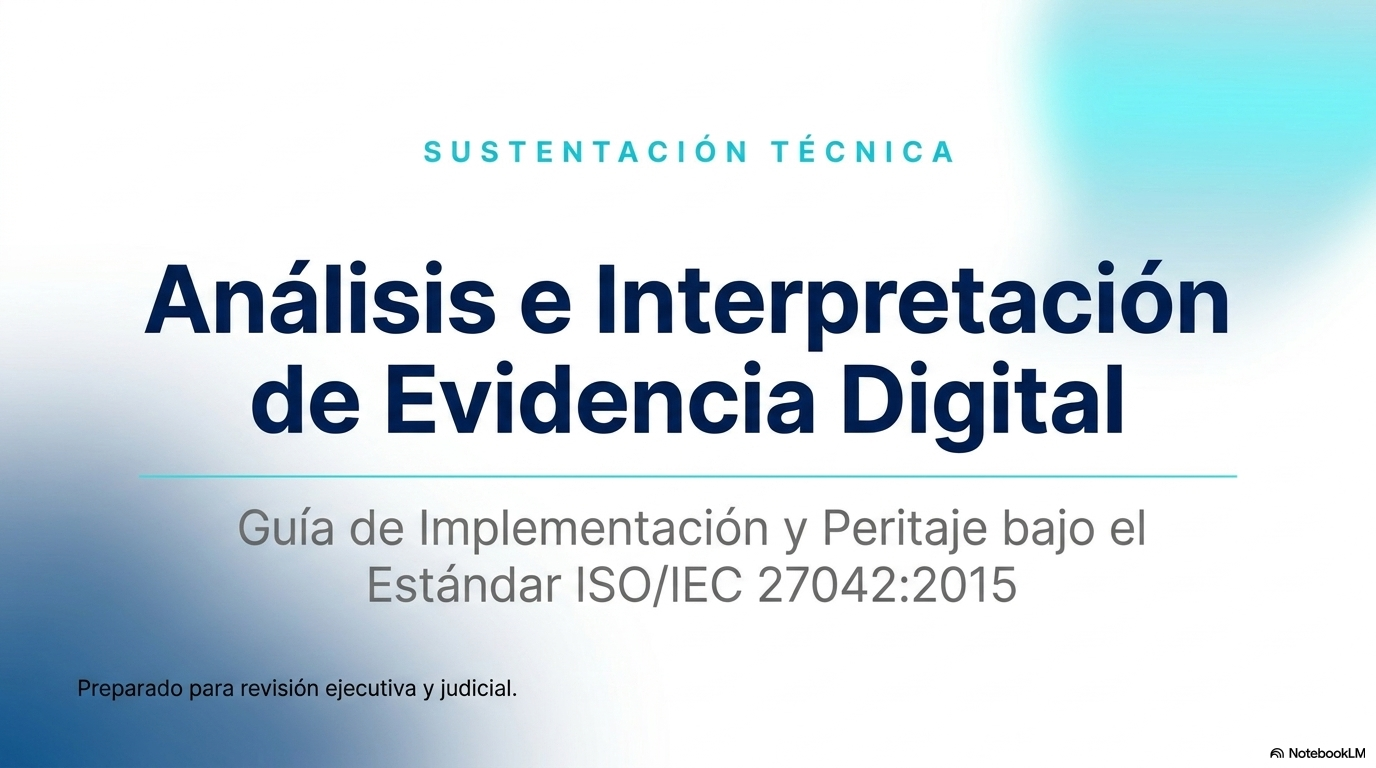 SUSTENTACIÓN TÉCNICA
Análisis e Interpretación
de Evidencia Digital
Guía de Implementación y Peritaje bajo el
Estándar ISO/IEC 27042:2015
Preparado para revisión ejecutiva y judicial.
NotebookLM